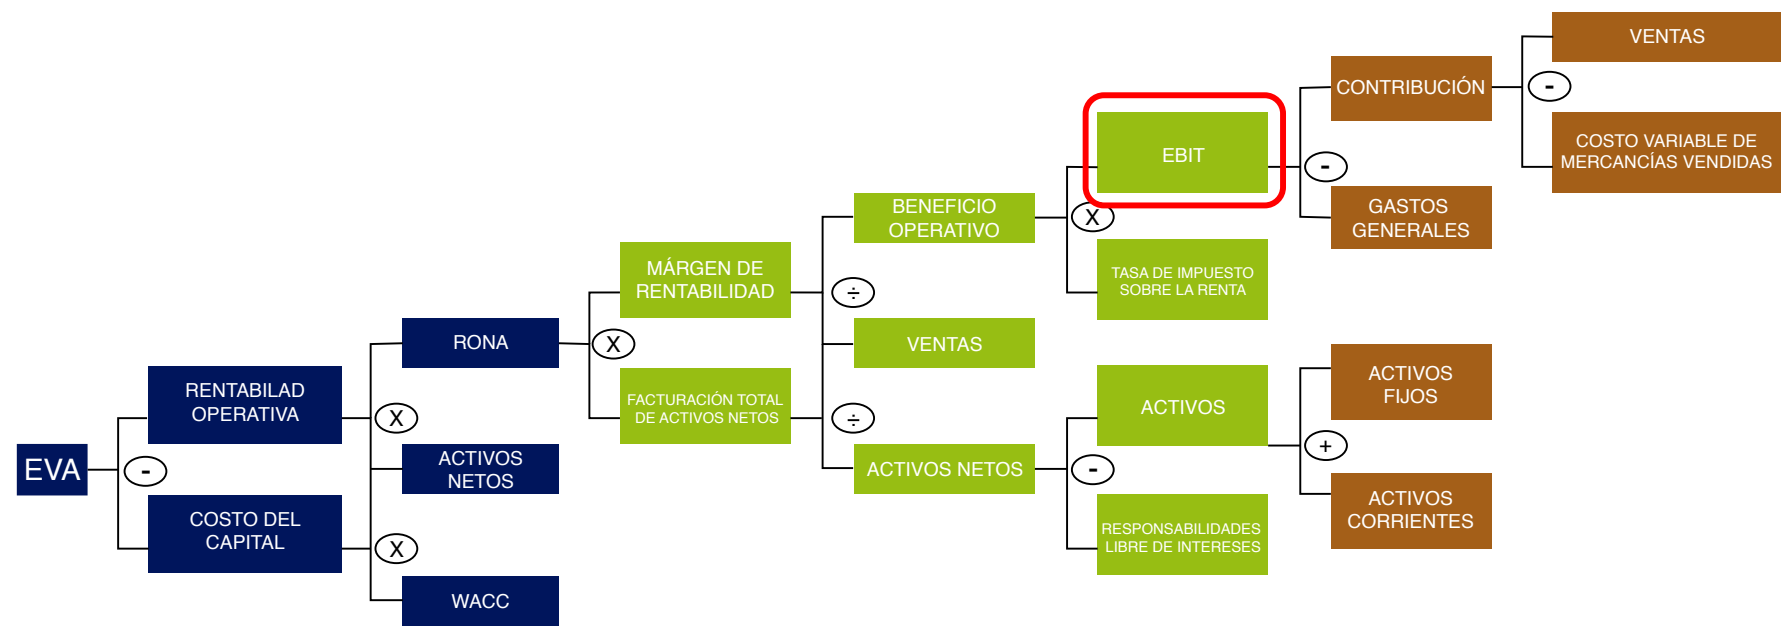 EVA
-
RENTABILAD
OPERATIVA
COSTO DEL
CAPITAL
X
X
RONA
ACTIVOS
NETOS
WACC
X
MÁRGEN DE
RENTABILIDAD
FACTURACIÓN TOTAL
DE ACTIVOS NETOS
÷
÷
BENEFICIO
OPERATIVO
VENTAS
ACTIVOS NETOS
X
-
EBIT
TASA DE IMPUESTO
SOBRE LA RENTA
ACTIVOS
RESPONSABILIDADES
LIBRE DE INTERESES
-
+
CONTRIBUCIÓN
GASTOS
GENERALES
ACTIVOS
FIJOS
ACTIVOS
CORRIENTES
-
VENTAS
COSTO VARIABLE DE
MERCANCÍAS VENDIDAS